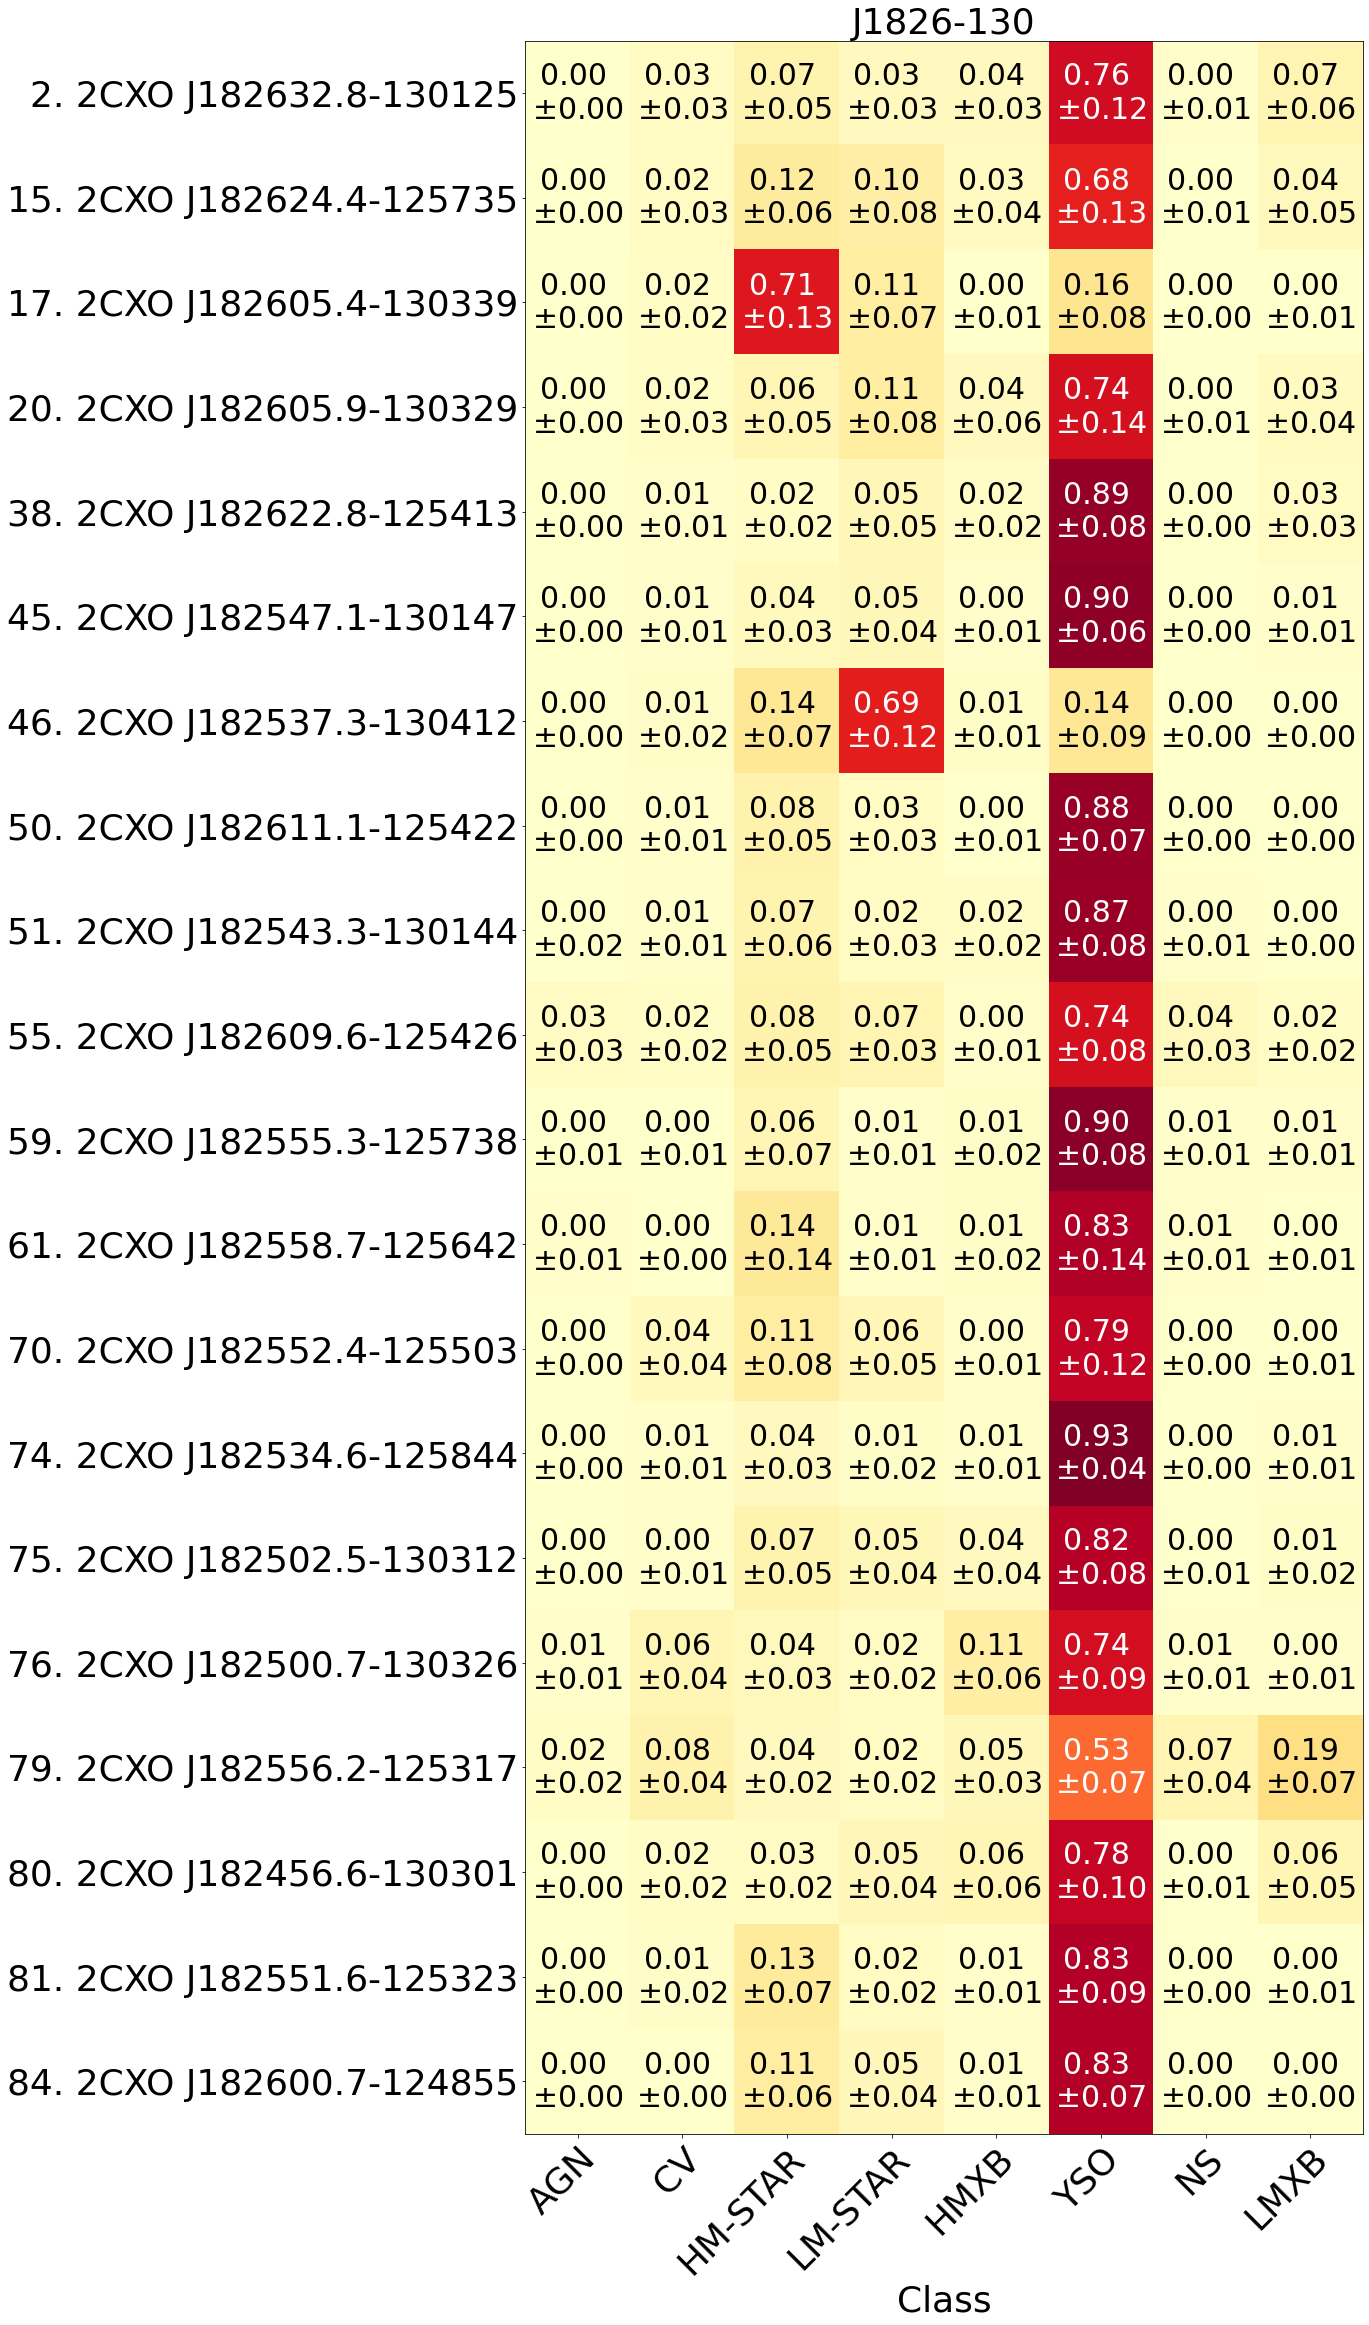 J1826-130
0.00 0.03 0.07 0.03 0.04 0.76 0.00 0.07
2. 2CXO J182632.8-130125
±0.00 ±0.03 ±0.05 ±0.03 ±0.03 ±0.12 ±0.01 ±0.06
0.00 0.02 0.12 0.10 0.03 0.68 0.00 0.04
15. 2CXO J182624.4-125735
±0.00 ±0.03 ±0.06 ±0.08 ±0.04 ±0.13 ±0.01 ±0.05
0.00 0.02 0.71 0.11 0.00 0.16 0.00 0.00
17. 2CXO J182605.4-130339
±0.00 ±0.02 ±0.13 ±0.07 ±0.01 ±0.08 ±0.00 ±0.01
0.00 0.02 0.06 0.11 0.04 0.74 0.00 0.03
20. 2CXO J182605.9-130329
±0.00 ±0.03 ±0.05 ±0.08 ±0.06 ±0.14 ±0.01 ±0.04
0.00 0.01 0.02 0.05 0.02 0.89 0.00 0.03
38. 2CXO J182622.8-125413
±0.00 ±0.01 ±0.02 ±0.05 ±0.02 ±0.08 ±0.00 ±0.03
0.00 0.01 0.04 0.05 0.00 0.90 0.00 0.01
45. 2CXO J182547.1-130147
±0.00 ±0.01 ±0.03 ±0.04 ±0.01 ±0.06 ±0.00 ±0.01
0.00 0.01 0.14 0.69 0.01 0.14 0.00 0.00
46. 2CXO J182537.3-130412
±0.00 ±0.02 ±0.07 ±0.12 ±0.01 ±0.09 ±0.00 ±0.00
0.00 0.01 0.08 0.03 0.00 0.88 0.00 0.00
50. 2CXO J182611.1-125422
±0.00 ±0.01 ±0.05 ±0.03 ±0.01 ±0.07 ±0.00 ±0.00
0.00 0.01 0.07 0.02 0.02 0.87 0.00 0.00
51. 2CXO J182543.3-130144
±0.02 ±0.01 ±0.06 ±0.03 ±0.02 ±0.08 ±0.01 ±0.00
0.03 0.02 0.08 0.07 0.00 0.74 0.04 0.02
55. 2CXO J182609.6-125426
±0.03 ±0.02 ±0.05 ±0.03 ±0.01 ±0.08 ±0.03 ±0.02
0.00 0.00 0.06 0.01 0.01 0.90 0.01 0.01
59. 2CXO J182555.3-125738
±0.01 ±0.01 ±0.07 ±0.01 ±0.02 ±0.08 ±0.01 ±0.01
0.00 0.00 0.14 0.01 0.01 0.83 0.01 0.00
61. 2CXO J182558.7-125642
±0.01 ±0.00 ±0.14 ±0.01 ±0.02 ±0.14 ±0.01 ±0.01
0.00 0.04 0.11 0.06 0.00 0.79 0.00 0.00
70. 2CXO J182552.4-125503
±0.00 ±0.04 ±0.08 ±0.05 ±0.01 ±0.12 ±0.00 ±0.01
0.00 0.01 0.04 0.01 0.01 0.93 0.00 0.01
74. 2CXO J182534.6-125844
±0.00 ±0.01 ±0.03 ±0.02 ±0.01 ±0.04 ±0.00 ±0.01
0.00 0.00 0.07 0.05 0.04 0.82 0.00 0.01
75. 2CXO J182502.5-130312
±0.00 ±0.01 ±0.05 ±0.04 ±0.04 ±0.08 ±0.01 ±0.02
0.01 0.06 0.04 0.02 0.11 0.74 0.01 0.00
76. 2CXO J182500.7-130326
±0.01 ±0.04 ±0.03 ±0.02 ±0.06 ±0.09 ±0.01 ±0.01
0.02 0.08 0.04 0.02 0.05 0.53 0.07 0.19
79. 2CXO J182556.2-125317
±0.02 ±0.04 ±0.02 ±0.02 ±0.03 ±0.07 ±0.04 ±0.07
0.00 0.02 0.03 0.05 0.06 0.78 0.00 0.06
80. 2CXO J182456.6-130301
±0.00 ±0.02 ±0.02 ±0.04 ±0.06 ±0.10 ±0.01 ±0.05
0.00 0.01 0.13 0.02 0.01 0.83 0.00 0.00
81. 2CXO J182551.6-125323
±0.00 ±0.02 ±0.07 ±0.02 ±0.01 ±0.09 ±0.00 ±0.01
0.00 0.00 0.11 0.05 0.01 0.83 0.00 0.00
84. 2CXO J182600.7-124855
±0.00 ±0.00 ±0.06 ±0.04 ±0.01 ±0.07 ±0.00 ±0.00
AGN CV HM-STAR LM-STAR HMXB YSO NS LMXB
Class